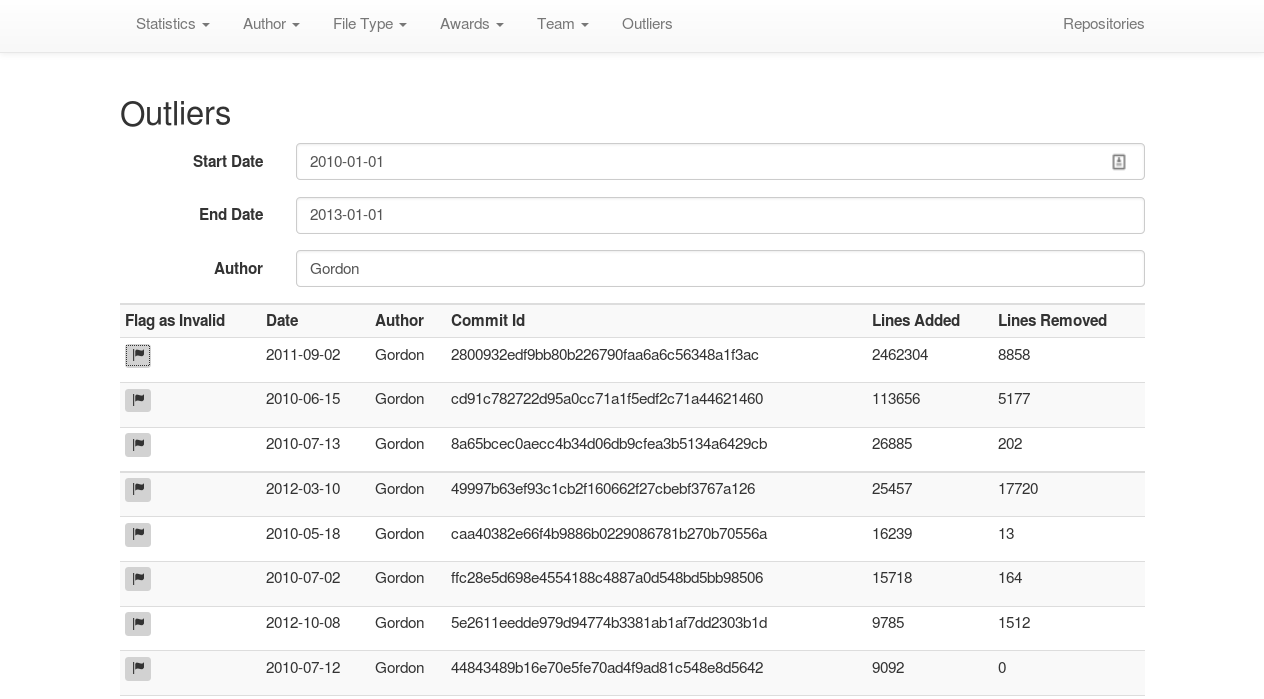 Statistics Author File Type Awards Team Outliers Repositories
Outliers
Start Date 2010-01-01
End Date 2013-01-01
Author Gordon
Flag as Invalid Date Author Commit Id Lines Added Lines Removed
2011-09-02 Gordon 2800932edf9bb80b226790faa6a6c56348a1f3ac 2462304 8858
2010-06-15 Gordon cd91c782722d95a0cc71a1f5edf2c71a44621460 113656 5177
2010-07-13 Gordon 8a65bcec0aecc4b34d06db9cfea3b5134a6429cb 26885 202
2012-03-10 Gordon 49997b63ef93c1cb2f160662f27cbebf3767a126 25457 17720
2010-05-18 Gordon caa40382e66f4b9886b0229086781b270b70556a 16239 13
2010-07-02 Gordon ffc28e5d698e4554188c4887a0d548bd5bb98506 15718 164
2012-10-08 Gordon 5e2611eedde979d94774b3381ab1af7dd2303b1d 9785 1512
2010-07-12 Gordon 44843489b16e70e5fe70ad4f9ad81c548e8d5642 9092 0